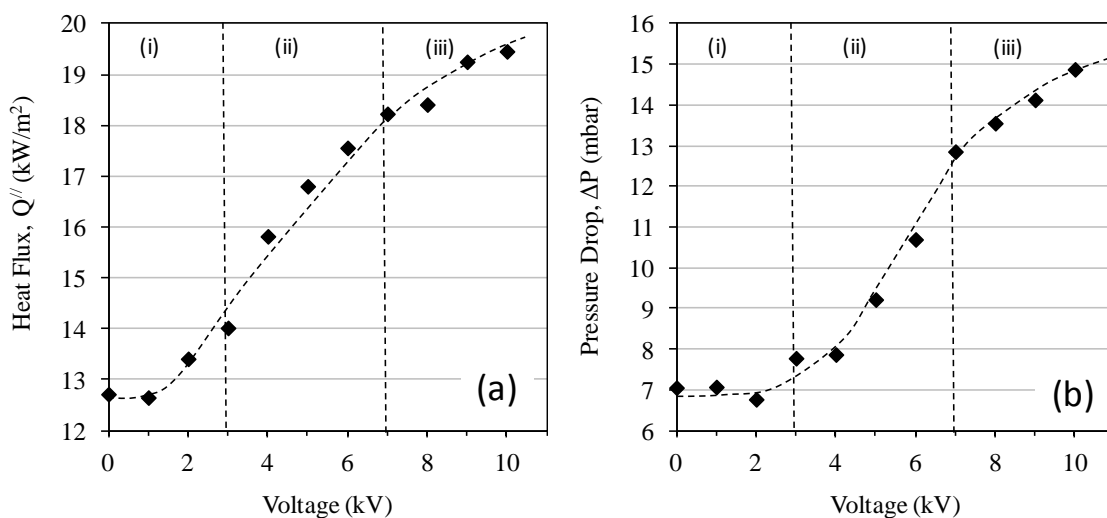 20
19
18
17
16
15
14
13
12
0
2
4
6
8
10
Heat Flux, Q// (kW/m²)
Voltage (kV)
(i)
(ii)
(iii)
(a)
16
15
14
13
12
11
10
9
8
7
6
0
2
4
6
8
10
Pressure Drop, ΔP (mbar)
Voltage (kV)
(i)
(ii)
(iii)
(b)